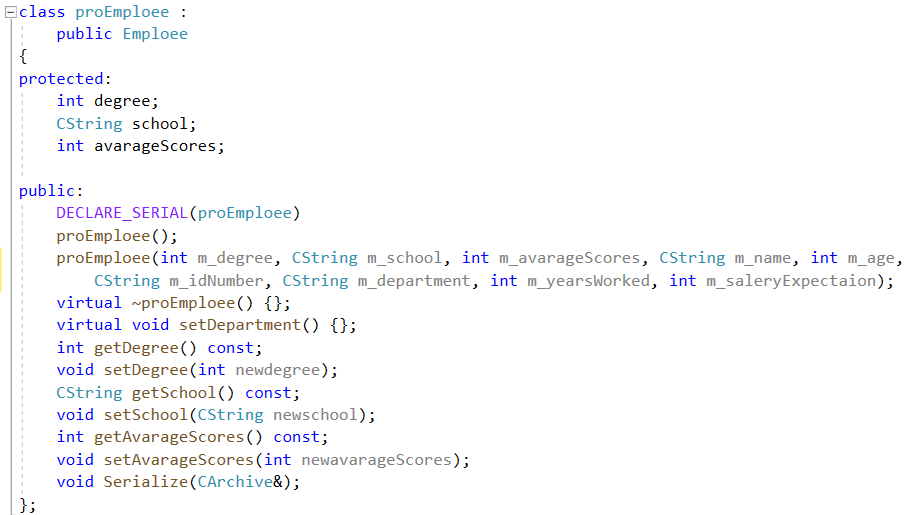 class proEmploee :
    public Emploee
{
protected:
    int degree;
    CString school;
    int avarageScores;

public:
    DECLARE_SERIAL(proEmploee)
    proEmploee();
    proEmploee(int m_degree, CString m_school, int m_avarageScores, CString m_name, int m_age,
        CString m_idNumber, CString m_department, int m_yearsWorked, int m_saleryExpectaion);
    virtual ~proEmploee() {};
    virtual void setDepartment() {};
    int getDegree() const;
    void setDegree(int newdegree);
    CString getSchool() const;
    void setSchool(CString newschool);
    int getAvarageScores() const;
    void setAvarageScores(int newavarageScores);
    void Serialize(CArchive&);
};